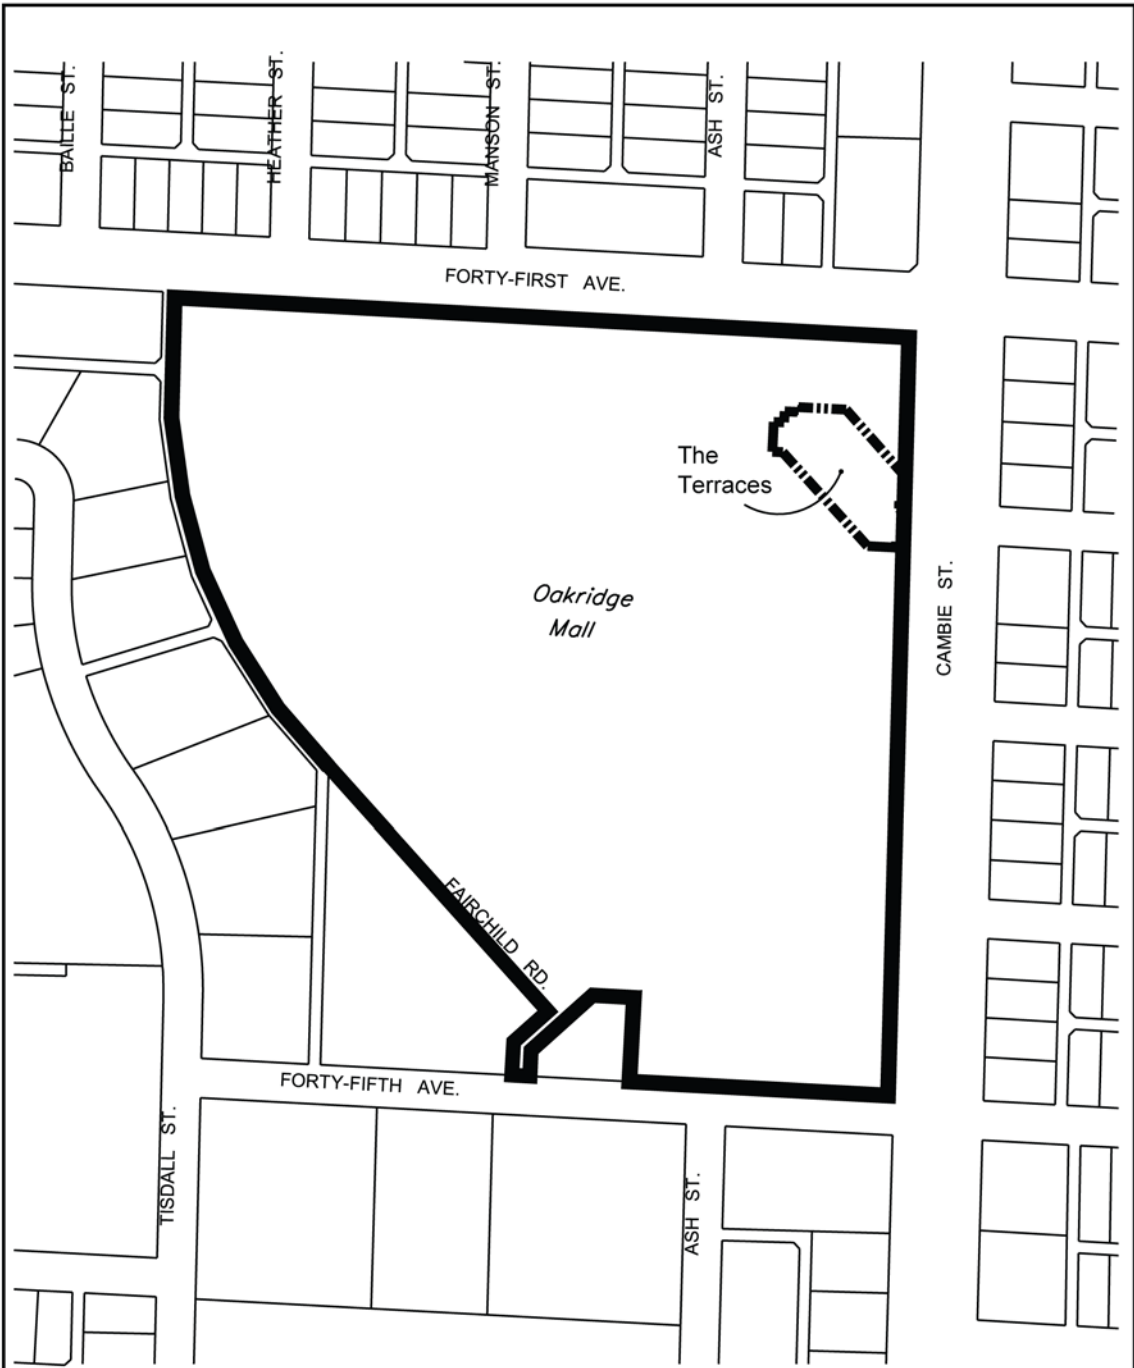 BAILLE ST.
HEATHER ST.
MANSON ST.
ASH ST.
FORTY-FIRST AVE.
The
Terraces
Oakridge
Mall
CAMBIE ST.
FAIRCHILD RD.
FORTY-FIFTH AVE.
TISDALL ST.
ASH ST.